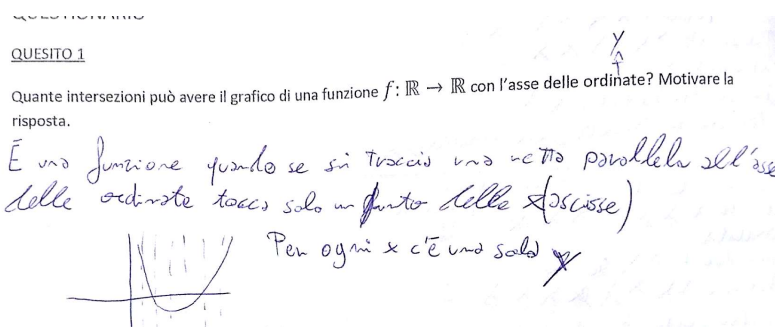 QUESTIONARIO
QUESITO 1
y
Quante intersezioni può avere il grafico di una funzione f: ℝ → ℝ con l'asse delle ordinate? Motivare la
risposta.
È una funzione quando se si traccia una retta parallela all'asse
delle ordinate tocca solo un punto delle x(ascisse)
Per ogni x c'è una sola y